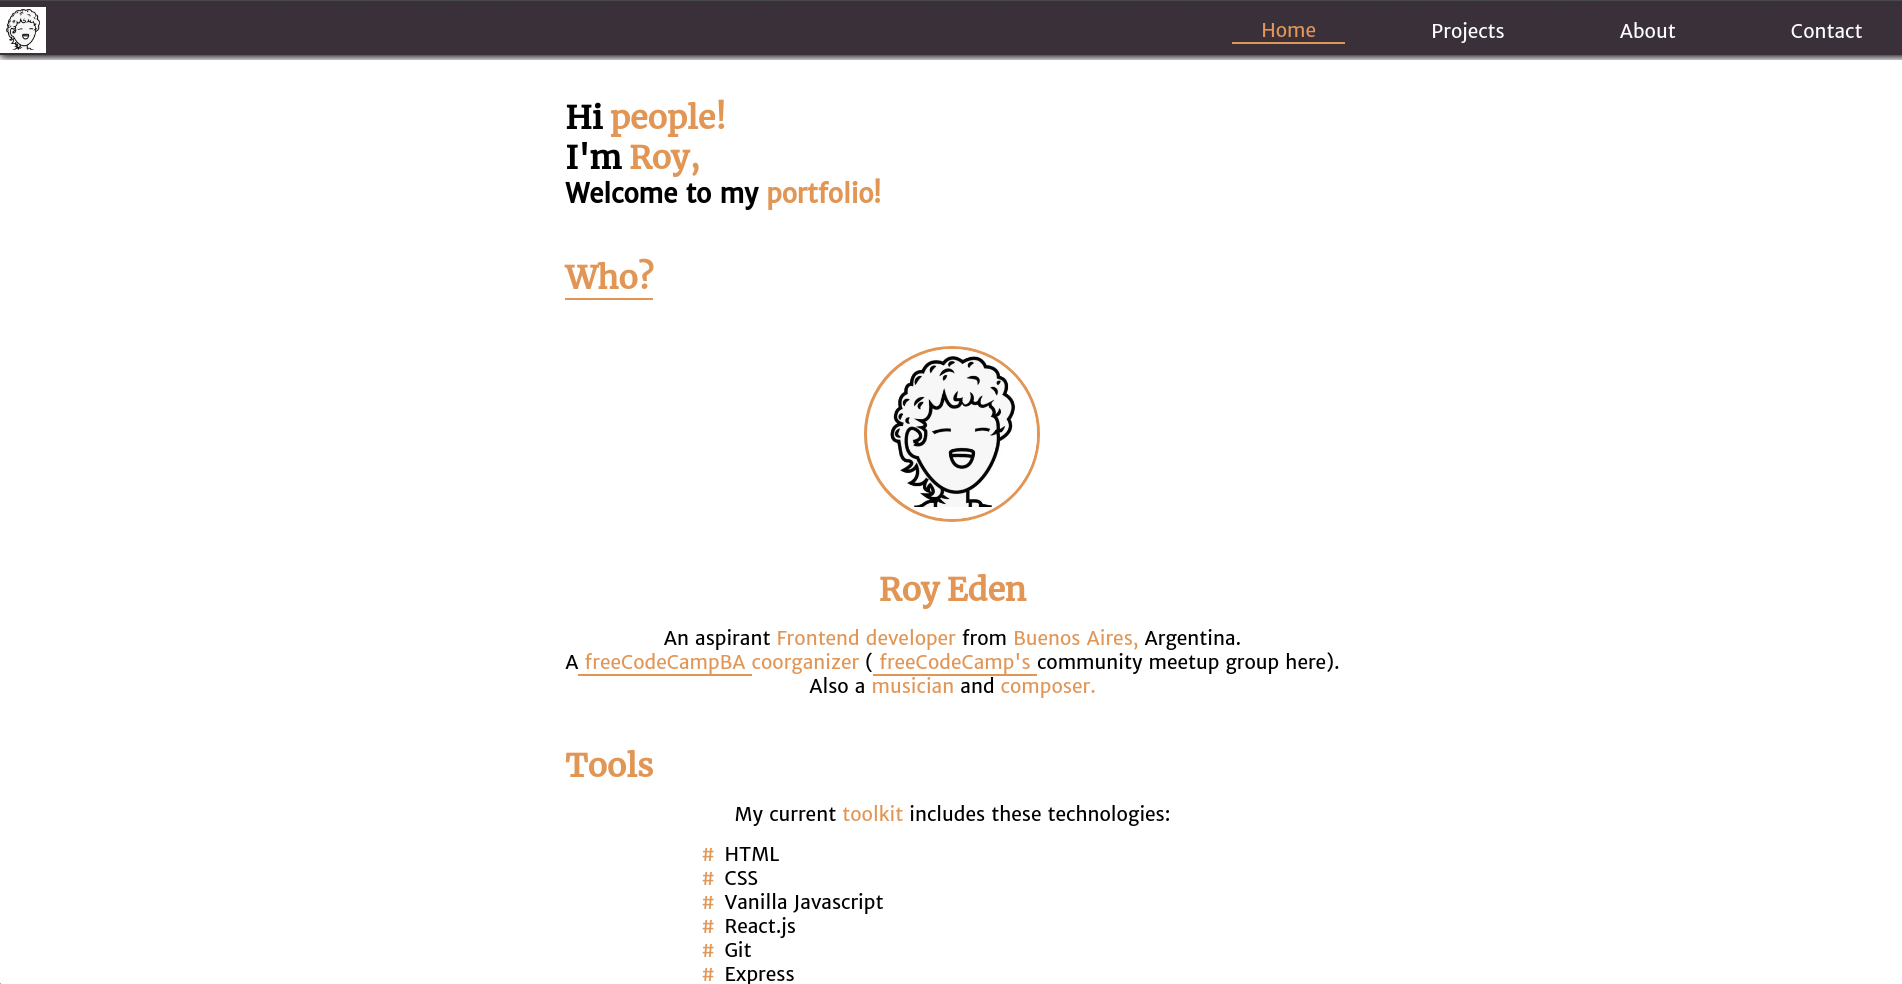 Home
Projects
About
Contact
Hi people!
I'm Roy,
Welcome to my portfolio!
Who?
Roy Eden
An aspirant Frontend developer from Buenos Aires, Argentina.
A freeCodeCampBA coorganizer ( freeCodeCamp's community meetup group here).
Also a musician and composer.
Tools
My current toolkit includes these technologies:
# HTML
# CSS
# Vanilla Javascript
# React.js
# Git
# Express